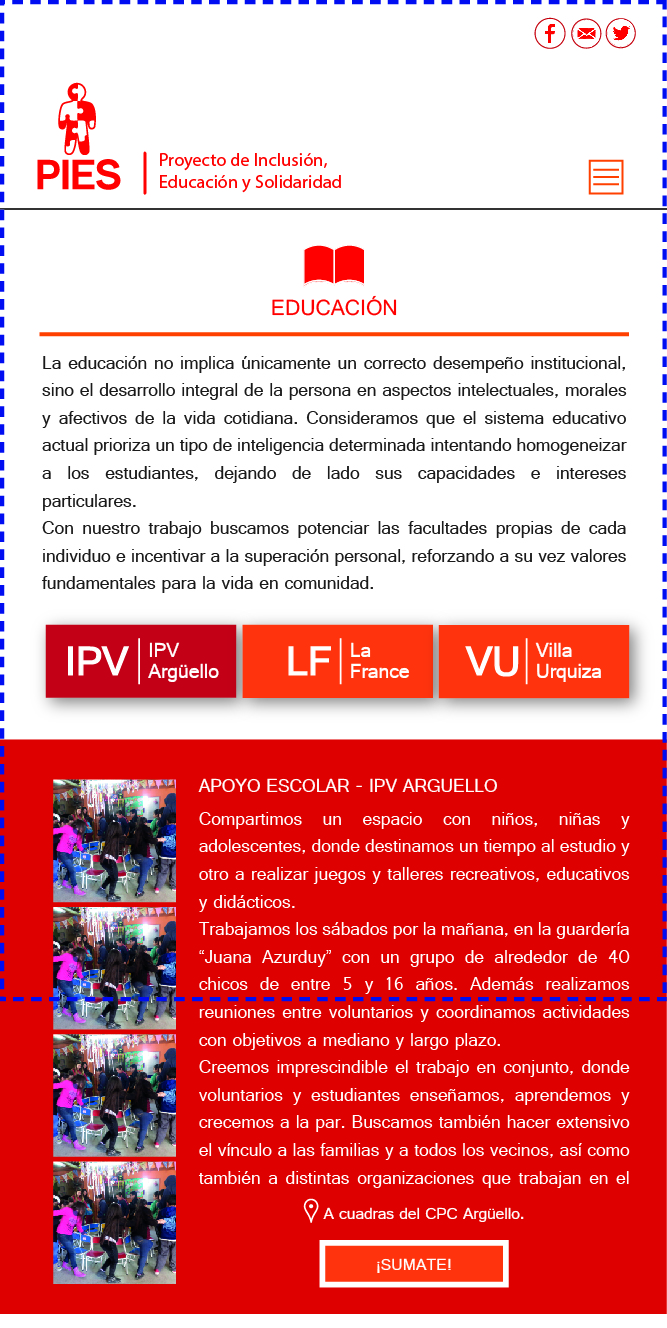 PIES
Proyecto de Inclusión,
Educación y Solidaridad
EDUCACIÓN
La educación no implica únicamente un correcto desempeño institucional,
sino el desarrollo integral de la persona en aspectos intelectuales, morales
y afectivos de la vida cotidiana. Consideramos que el sistema educativo
actual prioriza un tipo de inteligencia determinada intentando homogeneizar
a los estudiantes, dejando de lado sus capacidades e intereses
particulares.
Con nuestro trabajo buscamos potenciar las facultades propias de cada
individuo e incentivar a la superación personal, reforzando a su vez valores
fundamentales para la vida en comunidad.
IPV
IPV
Argüello
LF
La
France
VU
Villa
Urquiza
APOYO ESCOLAR - IPV ARGUELLO
Compartimos un espacio con niños, niñas y
adolescentes, donde destinamos un tiempo al estudio y
otro a realizar juegos y talleres recreativos, educativos
y didácticos.
Trabajamos los sábados por la mañana, en la guardería
“Juana Azurduy” con un grupo de alrededor de 40
chicos de entre 5 y 16 años. Además realizamos
reuniones entre voluntarios y coordinamos actividades
con objetivos a mediano y largo plazo.
Creemos imprescindible el trabajo en conjunto, donde
voluntarios y estudiantes enseñamos, aprendemos y
crecemos a la par. Buscamos también hacer extensivo
el vínculo a las familias y a todos los vecinos, así como
también a distintas organizaciones que trabajan en el
A cuadras del CPC Argüello.
¡SUMATE!